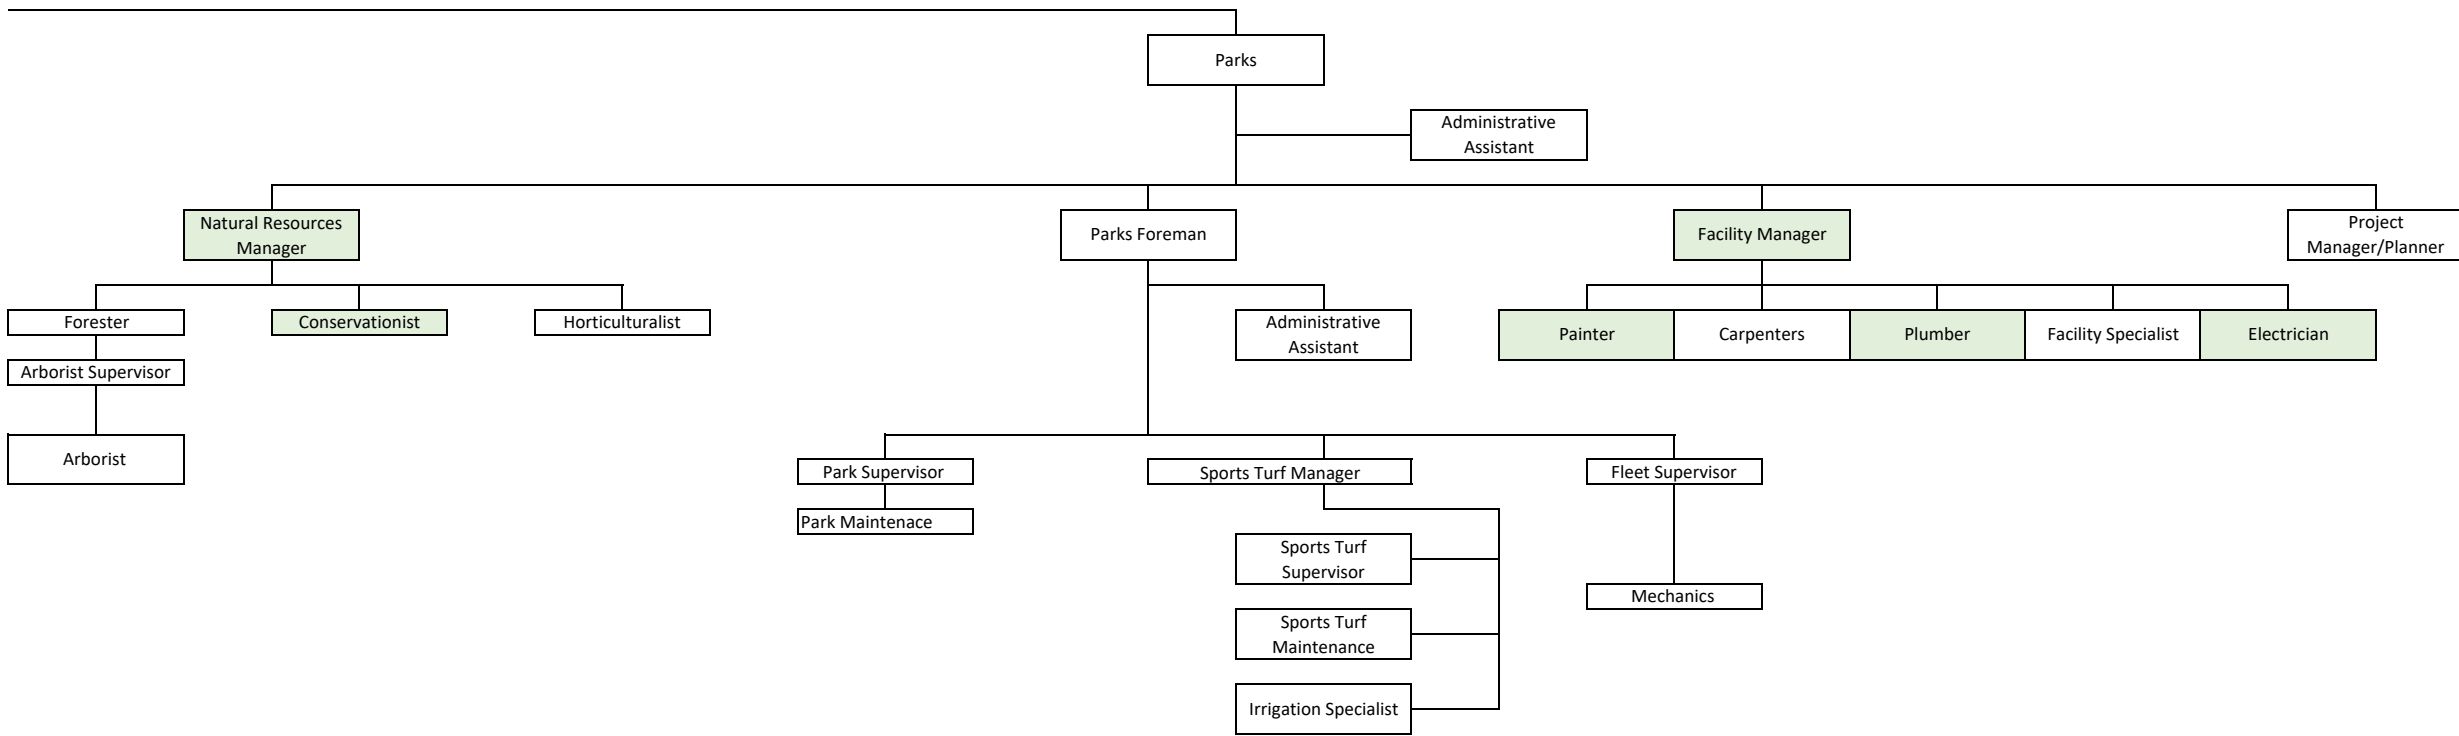 Parks
Administrative
Assistant
Natural Resources
Manager
Parks Foreman
Facility Manager
Project
Manager/Planner
Forester
Conservationist
Horticulturalist
Administrative
Assistant
Painter
Carpenters
Plumber
Facility Specialist
Electrician
Arborist Supervisor
Arborist
Park Supervisor
Sports Turf Manager
Fleet Supervisor
Park Maintenace
Sports Turf
Supervisor
Mechanics
Sports Turf
Maintenance
Irrigation Specialist